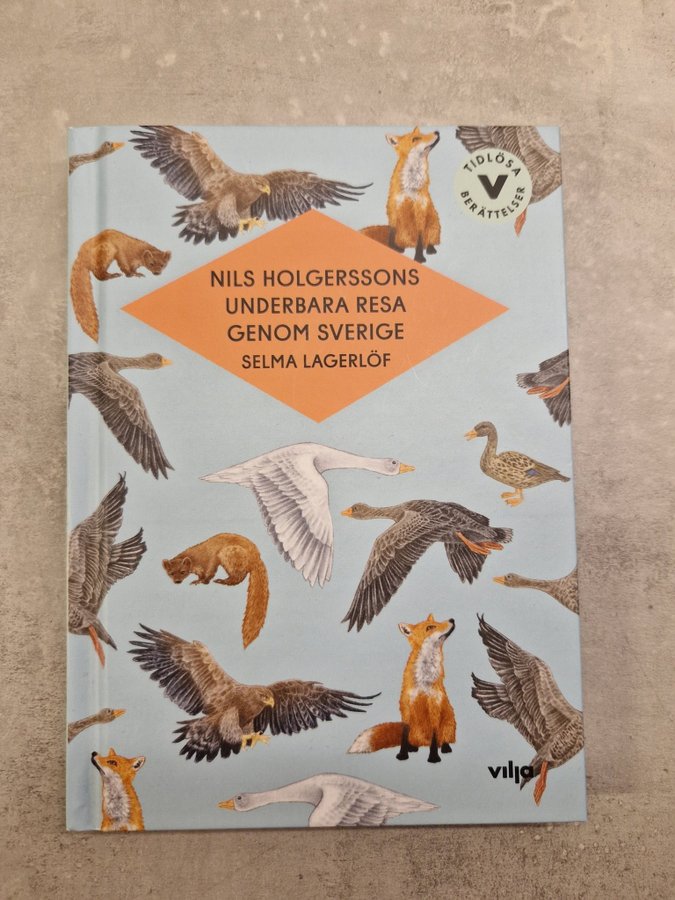 TIDLÖSA
V
BERÄTTELSER
NILS HOLGERSSONS
UNDERBARA RESA
GENOM SVERIGE
SELMA LAGERLÖF
vilja